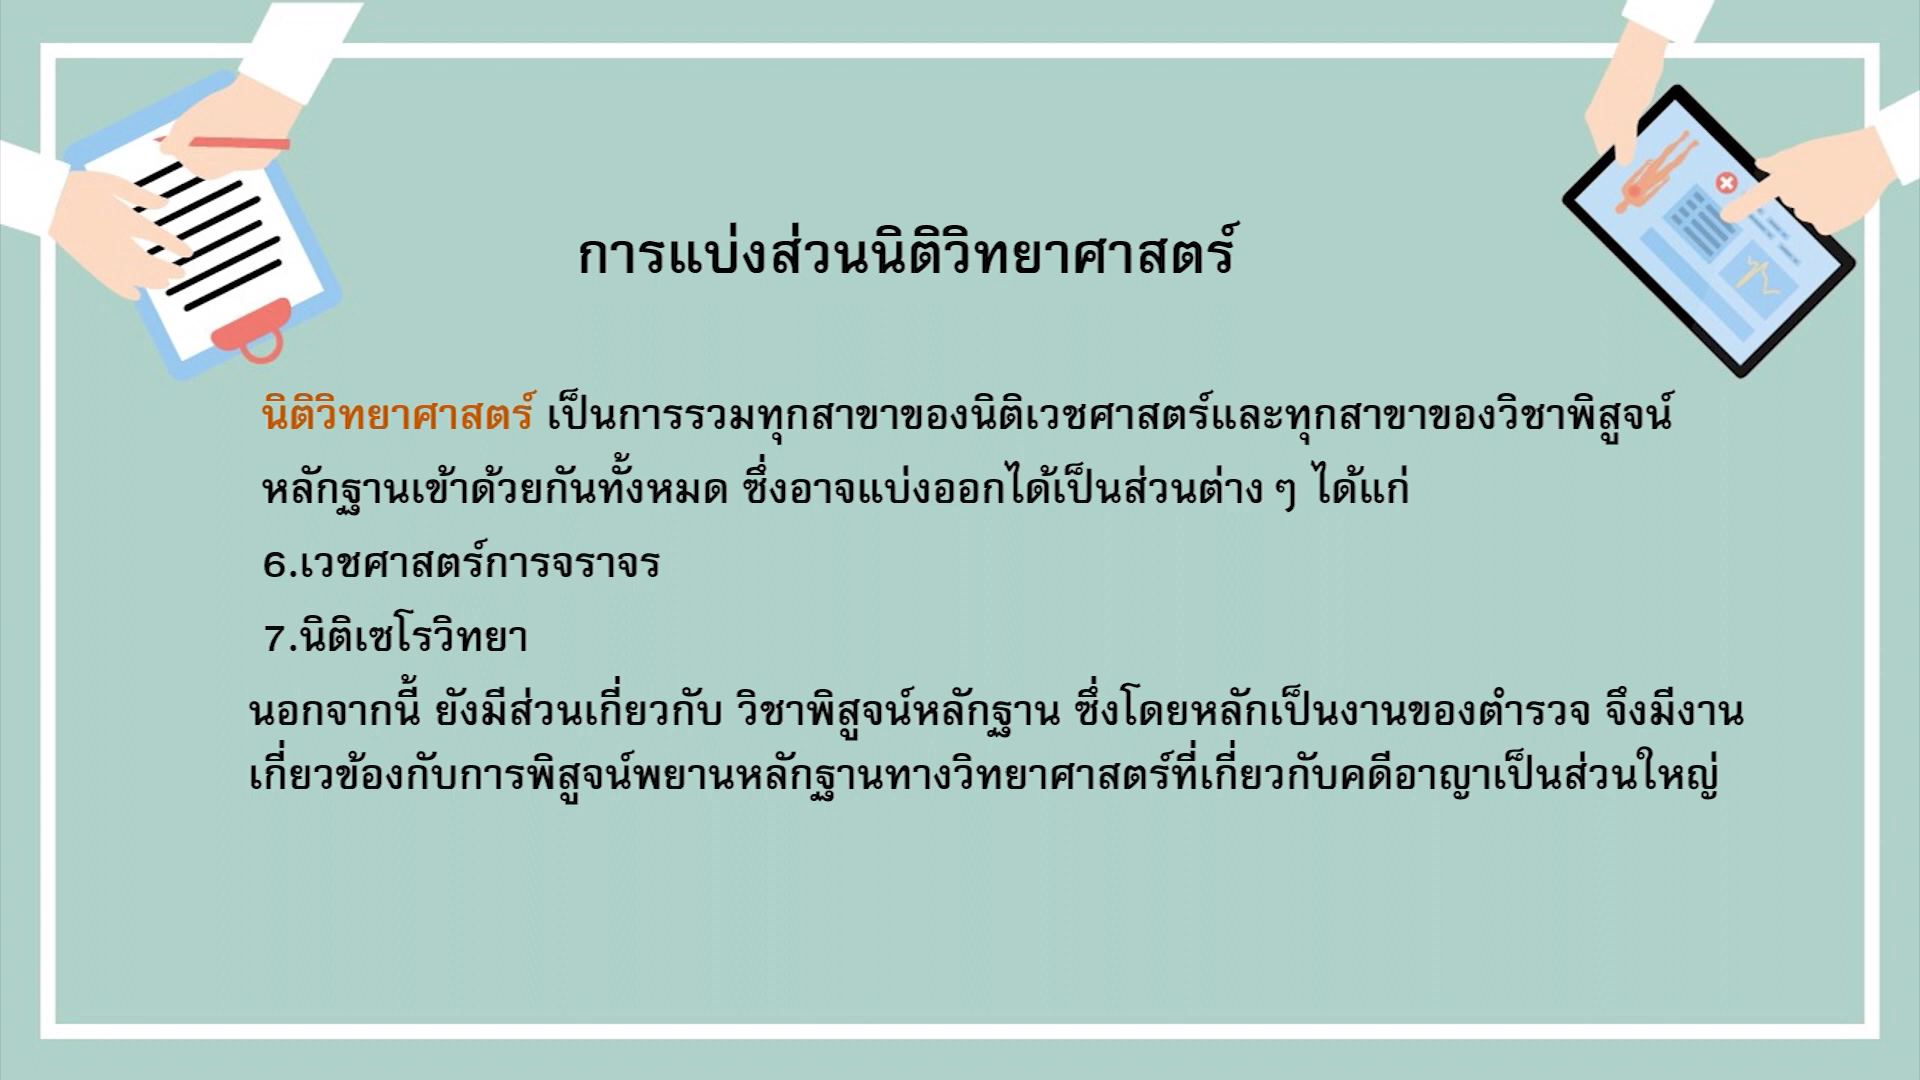 การแบ่งส่วนนิติวิทยาศาสตร์
นิติวิทยาศาสตร์ เป็นการรวมทุกสาขาของนิติเวชศาสตร์และทุกสาขาของวิชาพิสูจน์
หลักฐานเข้าด้วยกันทั้งหมด ซึ่งอาจแบ่งออกได้เป็นส่วนต่าง ๆ ได้แก่
6.เวชศาสตร์การจราจร
7.นิติเซโรวิทยา
นอกจากนี้ ยังมีส่วนเกี่ยวกับ วิชาพิสูจน์หลักฐาน ซึ่งโดยหลักเป็นงานของตำรวจ จึงมีงาน
เกี่ยวข้องกับการพิสูจน์พยานหลักฐานทางวิทยาศาสตร์ที่เกี่ยวกับคดีอาญาเป็นส่วนใหญ่